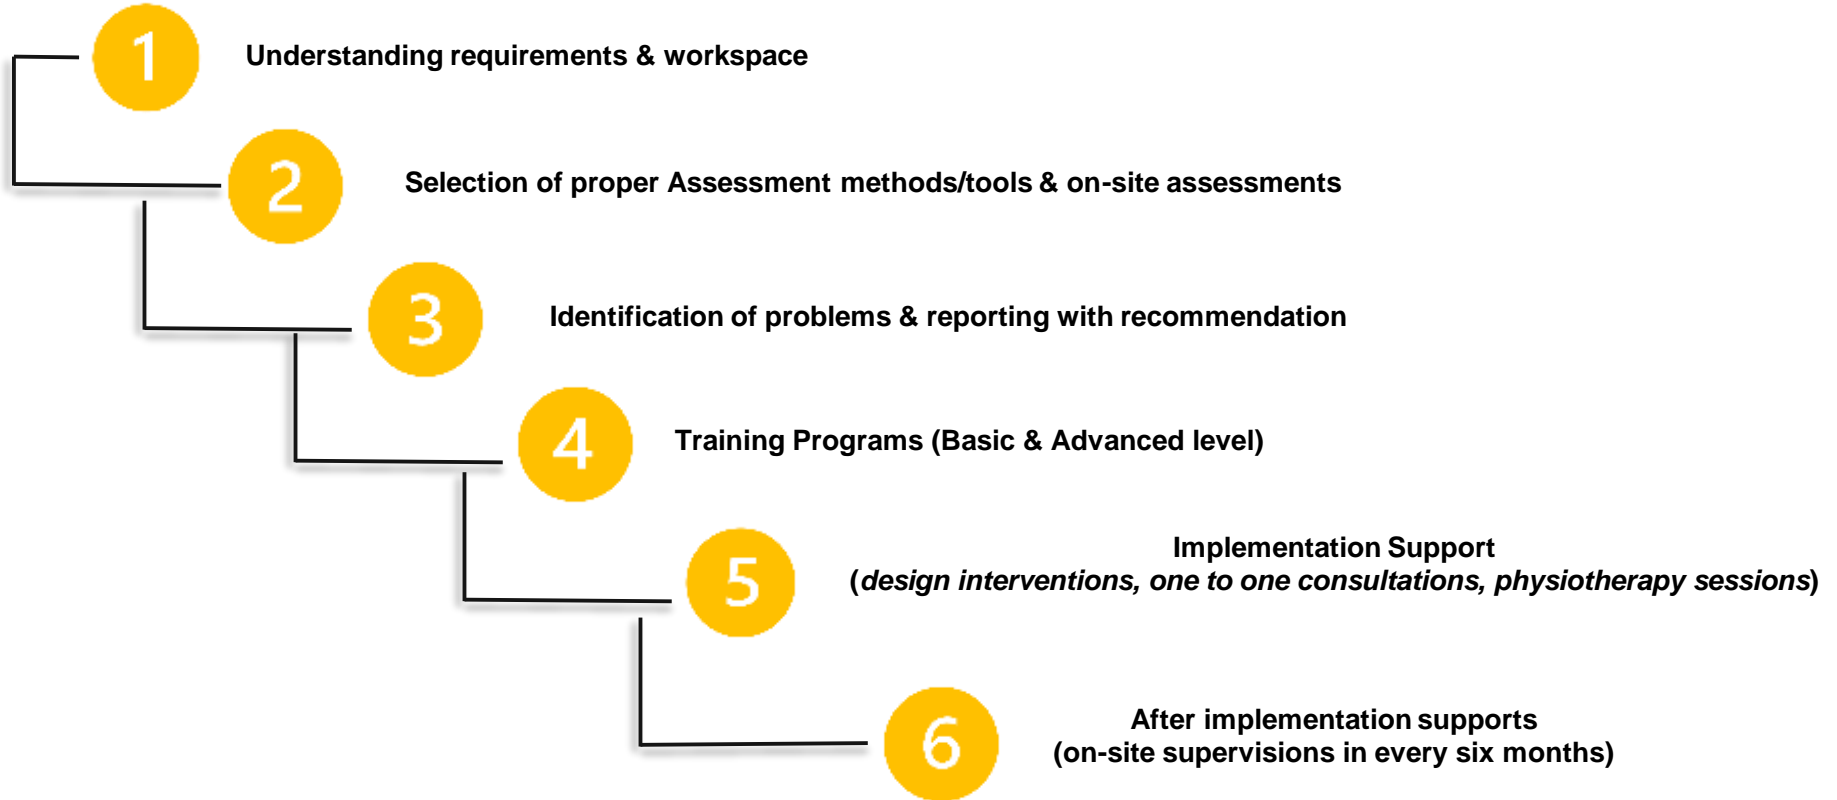 1
Understanding requirements & workspace
2
Selection of proper Assessment methods/tools & on-site assessments
3
Identification of problems & reporting with recommendation
4
Training Programs (Basic & Advanced level)
5
Implementation Support
(design interventions, one to one consultations, physiotherapy sessions)
6
After implementation supports
(on-site supervisions in every six months)